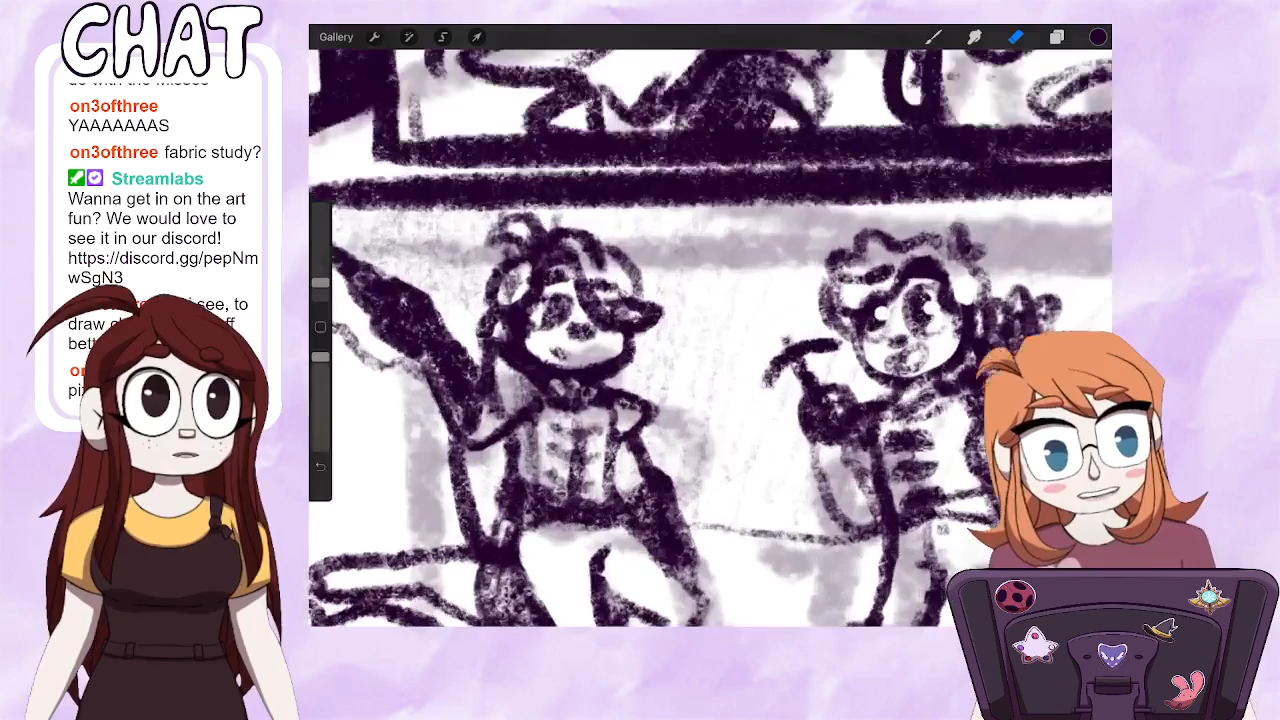 CHAT
Gallery
on3ofthree
YAAAAAAAS
on3ofthree fabric study?
Streamlabs
Wanna get in on the art
fun? We would love to
see it in our discord!
https://discord.gg/pepNm
wSgN3
see, to
draw